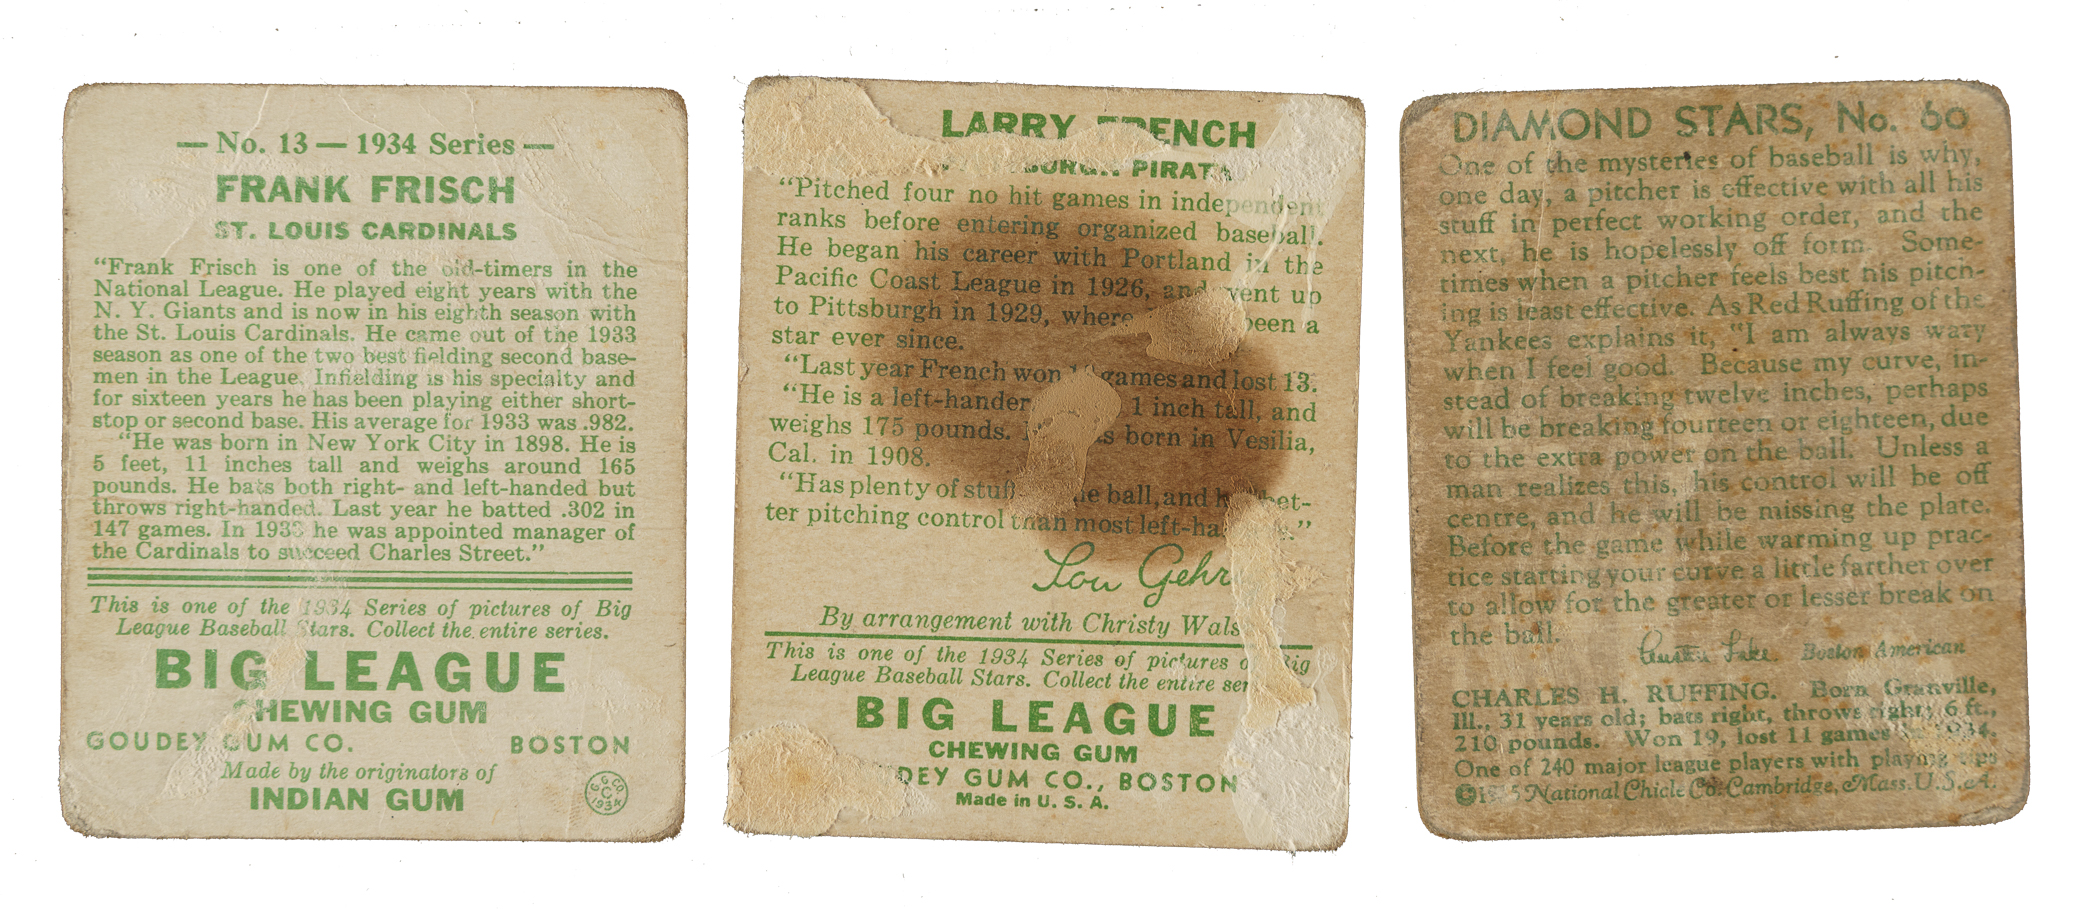 — No. 13 — 1934 Series —
FRANK FRISCH
ST. LOUIS CARDINALS
“Frank Frisch is one of the old-timers in the
National League. He played eight years with the
N. Y. Giants and is now in his eighth season with
the St. Louis Cardinals. He came out of the 1933
season as one of the two best fielding second base-
men in the League. Infielding is his specialty and
for sixteen years he has been playing either short-
stop or second base. His average for 1933 was .982.
“He was born in New York City in 1898. He is
5 feet, 11 inches tall and weighs around 165
pounds. He bats both right- and left-handed but
throws right-handed. Last year he batted .302 in
147 games. In 1933 he was appointed manager of
the Cardinals to succeed Charles Street.”
This is one of the 1934 Series of pictures of Big
League Baseball Stars. Collect the entire series.
BIG LEAGUE
CHEWING GUM
GOUDEY GUM CO. BOSTON
Made by the originators of
INDIAN GUM
G. G. CO.
C
1934
LARRY FRENCH
PIRAT
“Pitched four no hit games in independent
ranks before entering organized baseball.
He began his career with Portland in the
Pacific Coast League in 1926, and went up
to Pittsburgh in 1929, where been a
star ever since.
“Last year French won games and lost 13.
“He is a left-hander 1 inch tall, and
weighs 175 pounds. born in Vesilia,
Cal. in 1908.
“Has plenty of stuff ball, and bet-
ter pitching control than most left-ha .”
Lou Gehr
By arrangement with Christy Wals
This is one of the 1934 Series of pictures Big
League Baseball Stars. Collect the entire ser
BIG LEAGUE
CHEWING GUM
DEY GUM CO., BOSTON
Made in U. S. A.
DIAMOND STARS, No. 60
One of the mysteries of baseball is why,
one day, a pitcher is effective with all his
stuff in perfect working order, and the
next, he is hopelessly off form. Some-
times when a pitcher feels best his pitch-
ing is least effective. As Red Ruffing of the
Yankees explains it, “I am always wary
when I feel good. Because my curve, in-
stead of breaking twelve inches, perhaps
will be breaking fourteen or eighteen, due
to the extra power on the ball. Unless a
man realizes this, his control will be off
centre, and he will be missing the plate.
Before the game while warming up prac-
tice starting your curve a little farther over
to allow for the greater or lesser break on
the ball.
Austen Lake Boston American
CHARLES H. RUFFING. Born Granville,
Ill., 31 years old; bats right, throws right; 6 ft.,
210 pounds. Won 19, lost 11 games in 1934.
One of 240 major league players with playing tips
©1935 National Chicle Co. Cambridge, Mass. U.S.A.